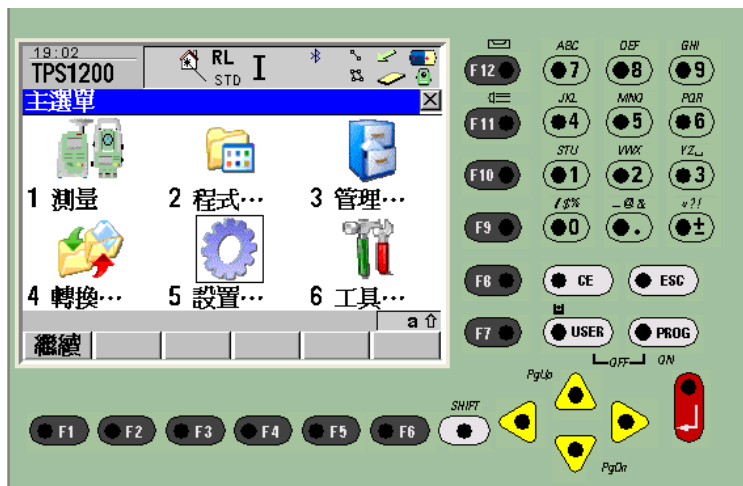 19:02
TPS1200
RL
STD
I
主選單
1 測量
2 程式…
3 管理…
4 轉換…
5 設置…
6 工具…
a
繼續
F12
ABC
7
DEF
8
GHI
9
F11
JKL
4
MNO
5
PQR
6
F10
STU
1
VWX
2
YZ
3
F9
/$%
0
_@&
.
*?!
±
F8
CE
ESC
F7
USER
PROG
OFF
ON
PgUp
SHIFT
F1
F2
F3
F4
F5
F6
PgDn